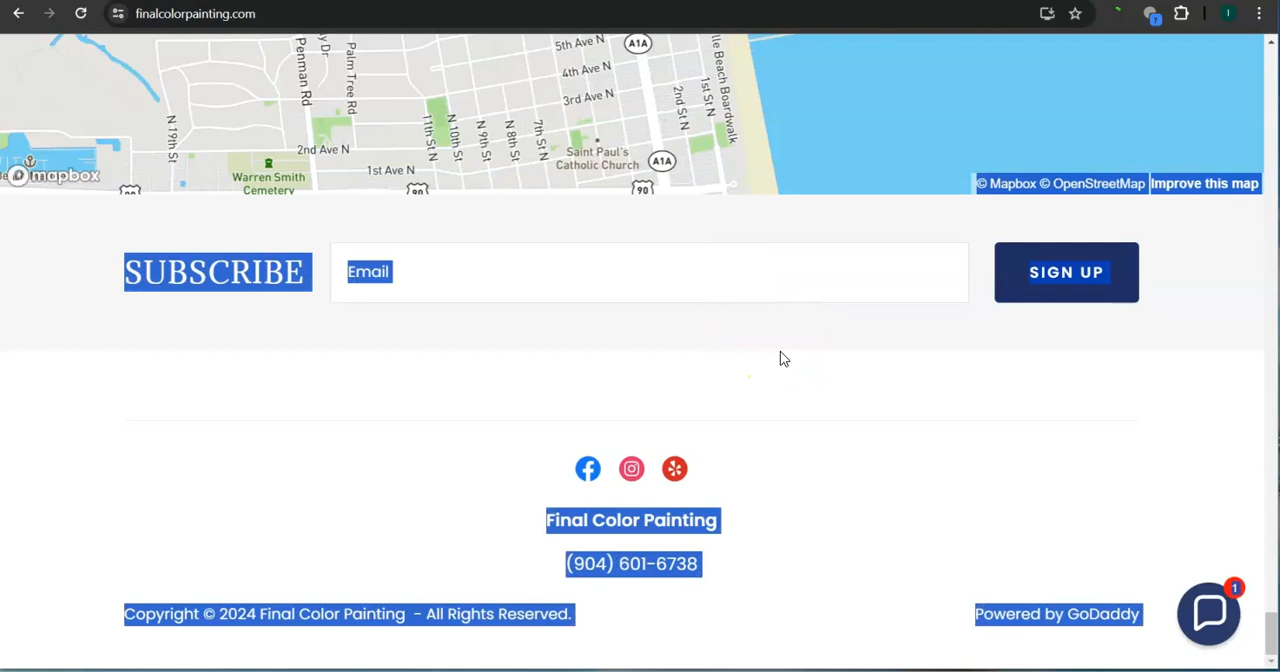 finalcolorpainting.com
5th Ave N
A1A
4th Ave N
3rd Ave N
Penman Rd
Palm Tree Rd
2nd St N
1st St N
Beach Boardwalk
N 19th St
11th St N
N 10th St
N 9th St
N 8th St
7th St N
2nd Ave N
Saint Paul's
Catholic Church
A1A
1st Ave N
Warren Smith
Cemetery
mapbox
90
90
© Mapbox © OpenStreetMap Improve this map
SUBSCRIBE Email SIGN UP
Final Color Painting
(904) 601-6738
1
Copyright © 2024 Final Color Painting - All Rights Reserved. Powered by GoDaddy